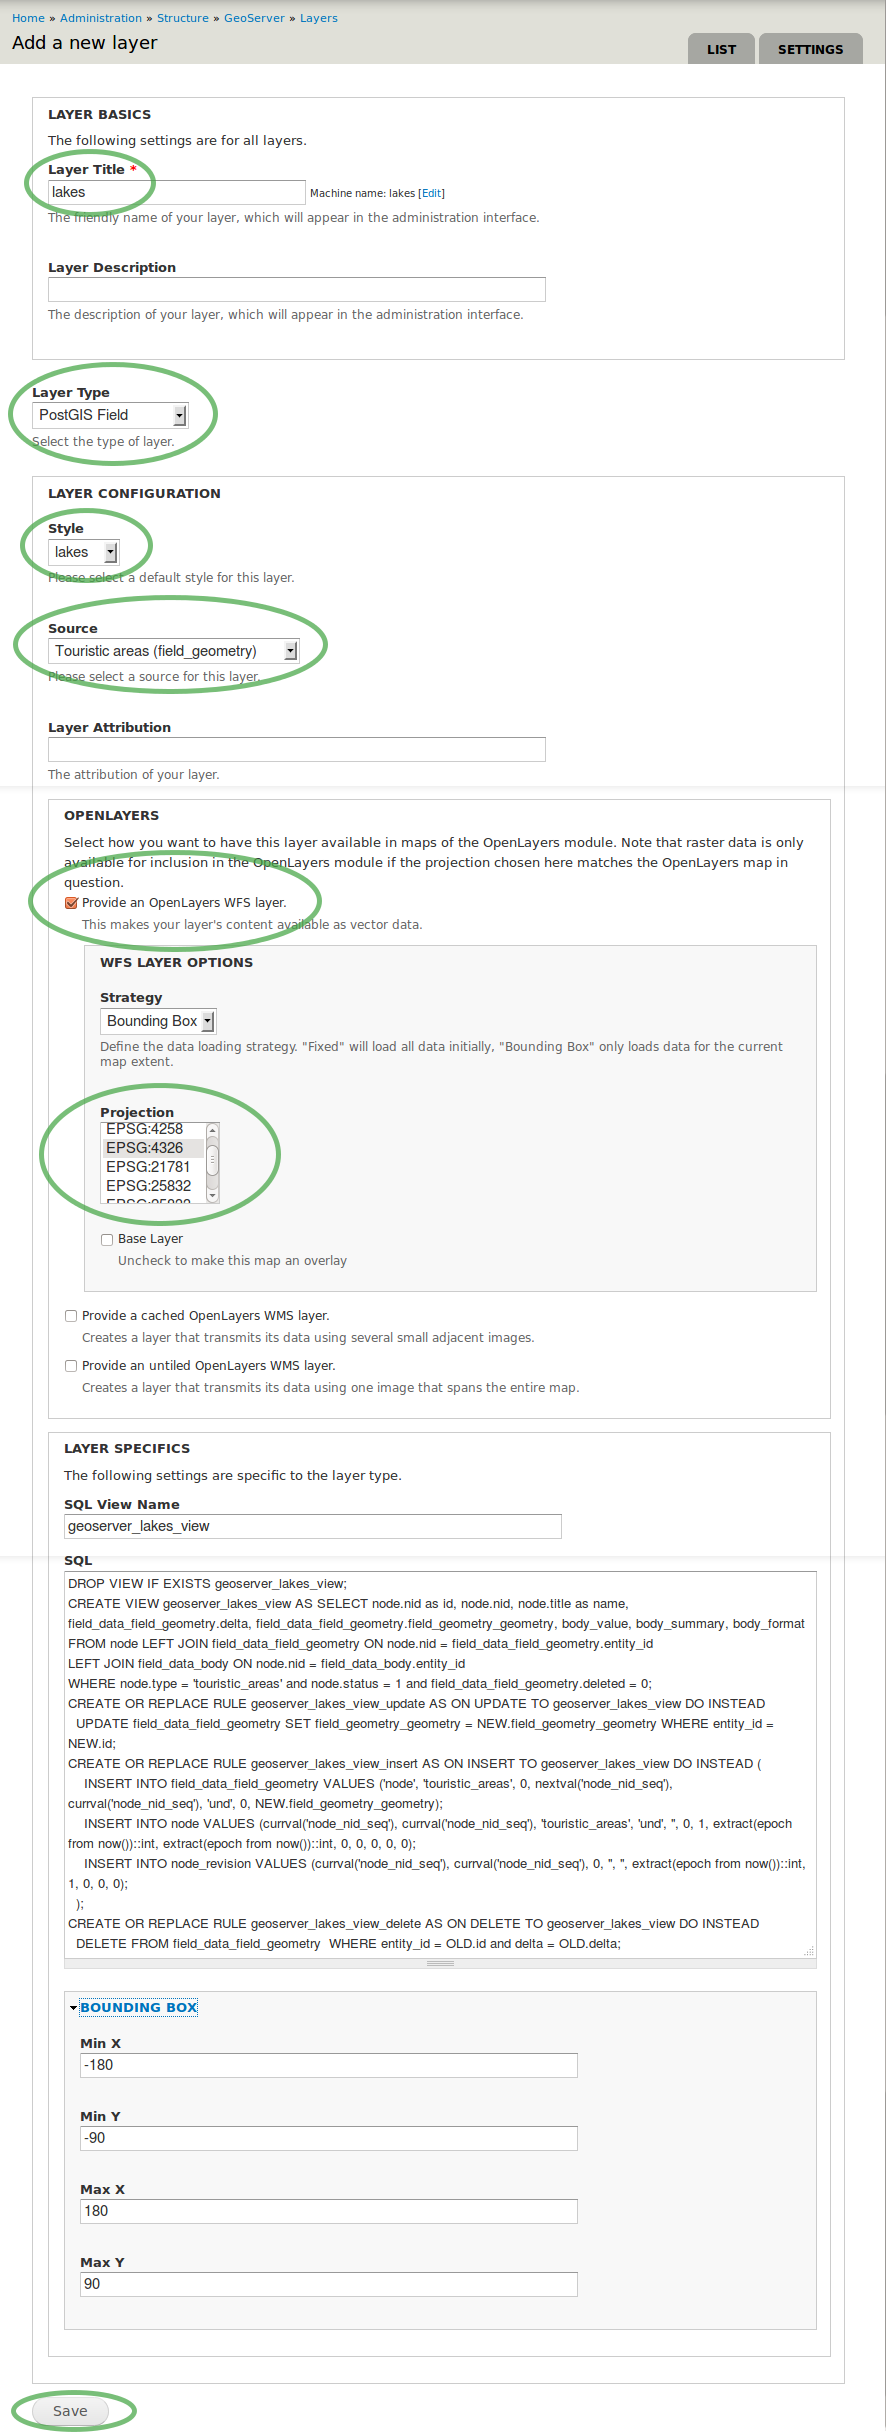 Home » Administration » Structure » GeoServer » Layers
Add a new layer
LIST
SETTINGS
LAYER BASICS
The following settings are for all layers.
Layer Title *
lakes
Machine name: lakes [Edit]
The friendly name of your layer, which will appear in the administration interface.
Layer Description
The description of your layer, which will appear in the administration interface.
Layer Type
PostGIS Field
Select the type of layer.
LAYER CONFIGURATION
Style
lakes
Please select a default style for this layer.
Source
Touristic areas (field_geometry)
Please select a source for this layer.
Layer Attribution
The attribution of your layer.
OPENLAYERS
Select how you want to have this layer available in maps of the OpenLayers module. Note that raster data is only
available for inclusion in the OpenLayers module if the projection chosen here matches the OpenLayers map in
question.
Provide an OpenLayers WFS layer.
This makes your layer's content available as vector data.
WFS LAYER OPTIONS
Strategy
Bounding Box
Define the data loading strategy. "Fixed" will load all data initially, "Bounding Box" only loads data for the current
map extent.
Projection
EPSG:4258
EPSG:4326
EPSG:21781
EPSG:25832
Base Layer
Uncheck to make this map an overlay
Provide a cached OpenLayers WMS layer.
Creates a layer that transmits its data using several small adjacent images.
Provide an untiled OpenLayers WMS layer.
Creates a layer that transmits its data using one image that spans the entire map.
LAYER SPECIFICS
The following settings are specific to the layer type.
SQL View Name
geoserver_lakes_view
SQL
DROP VIEW IF EXISTS geoserver_lakes_view;
CREATE VIEW geoserver_lakes_view AS SELECT node.nid as id, node.nid, node.title as name,
field_data_field_geometry.delta, field_data_field_geometry.field_geometry_geometry, body_value, body_summary, body_format
FROM node LEFT JOIN field_data_field_geometry ON node.nid = field_data_field_geometry.entity_id
LEFT JOIN field_data_body ON node.nid = field_data_body.entity_id
WHERE node.type = 'touristic_areas' and node.status = 1 and field_data_field_geometry.deleted = 0;
CREATE OR REPLACE RULE geoserver_lakes_view_update AS ON UPDATE TO geoserver_lakes_view DO INSTEAD
UPDATE field_data_field_geometry SET field_geometry_geometry = NEW.field_geometry_geometry WHERE entity_id =
NEW.id;
CREATE OR REPLACE RULE geoserver_lakes_view_insert AS ON INSERT TO geoserver_lakes_view DO INSTEAD (
INSERT INTO field_data_field_geometry VALUES ('node', 'touristic_areas', 0, nextval('node_nid_seq'),
currval('node_nid_seq'), 'und', 0, NEW.field_geometry_geometry);
INSERT INTO node VALUES (currval('node_nid_seq'), currval('node_nid_seq'), 'touristic_areas', 'und', '', 0, 1, extract(epoch
from now())::int, extract(epoch from now())::int, 0, 0, 0, 0, 0);
INSERT INTO node_revision VALUES (currval('node_nid_seq'), currval('node_nid_seq'), 0, '', '', extract(epoch from now())::int,
1, 0, 0, 0);
);
CREATE OR REPLACE RULE geoserver_lakes_view_delete AS ON DELETE TO geoserver_lakes_view DO INSTEAD
DELETE FROM field_data_field_geometry  WHERE entity_id = OLD.id and delta = OLD.delta;
BOUNDING BOX
Min X
-180
Min Y
-90
Max X
180
Max Y
90
Save